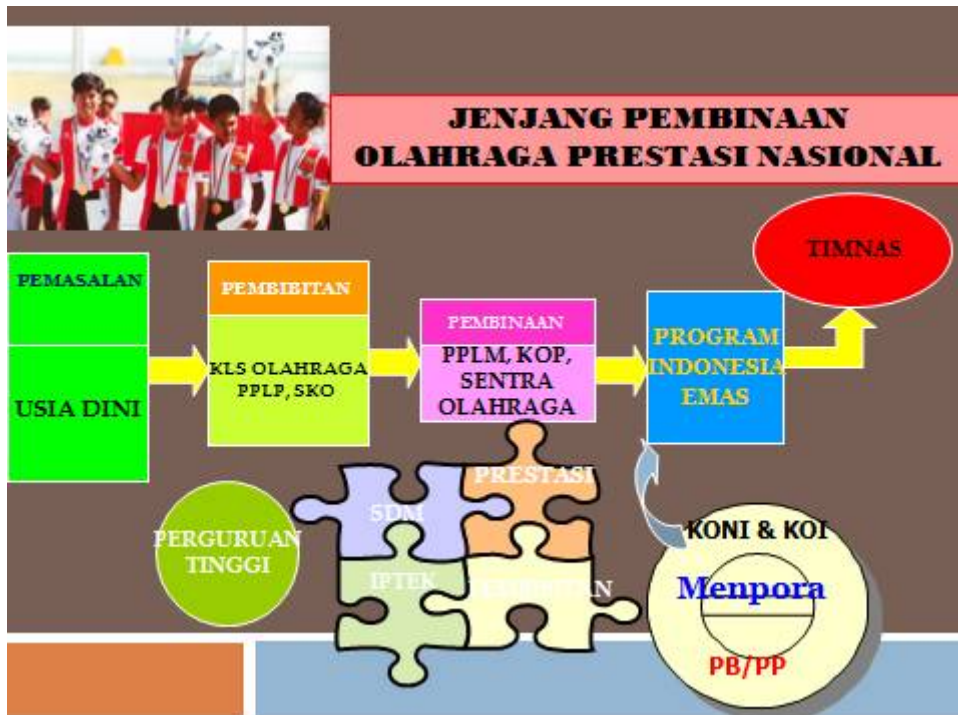 JENJANG PEMBINAAN
OLAHRAGA PRESTASI NASIONAL
TIMNAS
PEMASALAN
USIA DINI
PEMBIBITAN
KLS OLAHRAGA
PPLP, SKO
PEMBINAAN
PPLM, KOP,
SENTRA
OLAHRAGA
PROGRAM
INDONESIA
EMAS
PERGURUAN
TINGGI
SDM
PRESTASI
IPTEK
KONI & KOI
Menpora
PB/PP